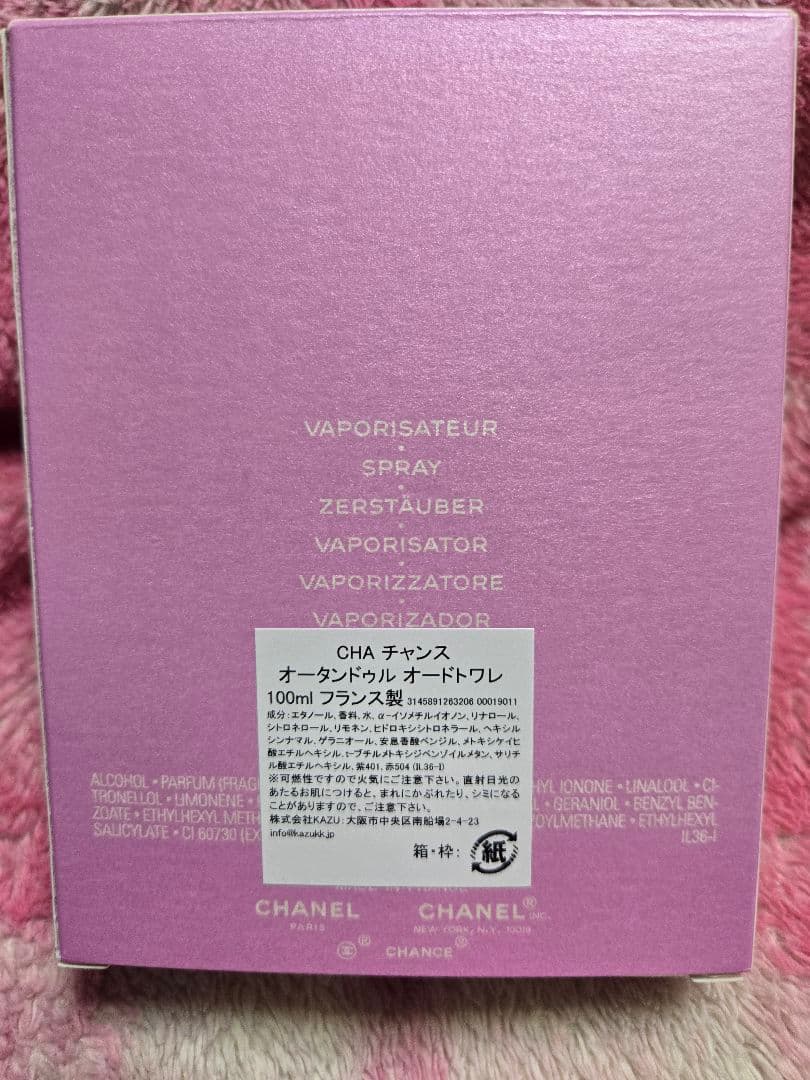 VAPORISATEUR
SPRAY
ZERSTÄUBER
VAPORISATOR
VAPORIZZATORE
VAPORIZADOR
CHA チャンス
オータンドゥル オードトワレ
100ml フランス製 3145891263206 00019011
成分:エタノール、香料、水、α-イソメチルイオノン、リナロール、
シトロネロール、リモネン、ヒドロキシシトロネラール、ヘキシル
シンナマル、ゲラニオール、安息香酸ベンジル、メトキシケイヒ
酸エチルヘキシル、t-ブチルメトキシジベンゾイルメタン、サリチ
ル酸エチルヘキシル、紫401、赤504 (IL36-I)
※可燃性ですので火気にご注意下さい。直射日光の
あたるお肌につけると、まれにかぶれたり、シミになる
ことがありますので、ご注意下さい。
株式会社KAZU:大阪市中央区南船場2-4-23
info@kazukk.jp
箱・枠: 紙
ALCOHOL • PARFUM (FRAG YL IONONE • LINALOOL • CI-
TRONELLOL • LIMONENE • L • GERANIOL • BENZYL BEN-
ZOATE • ETHYLHEXYL METH OYLMETHANE • ETHYLHEXYL
SALICYLATE • CI 60730 (EX IL36-I
CHANEL CHANEL® INC.
PARIS NEW YORK, N.Y. 10019
® CHANCE®